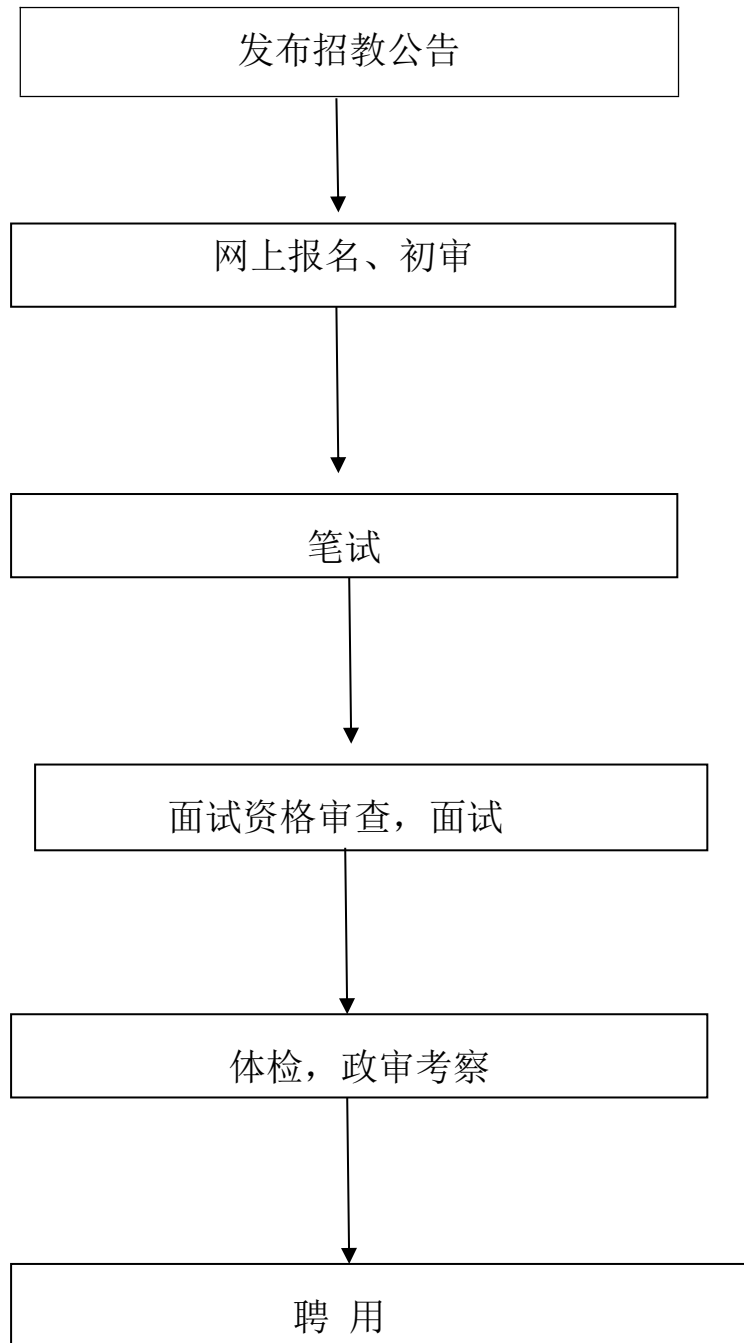 发布招教公告
网上报名、初审
笔试
面试资格审查，面试
体检，政审考察
聘 用